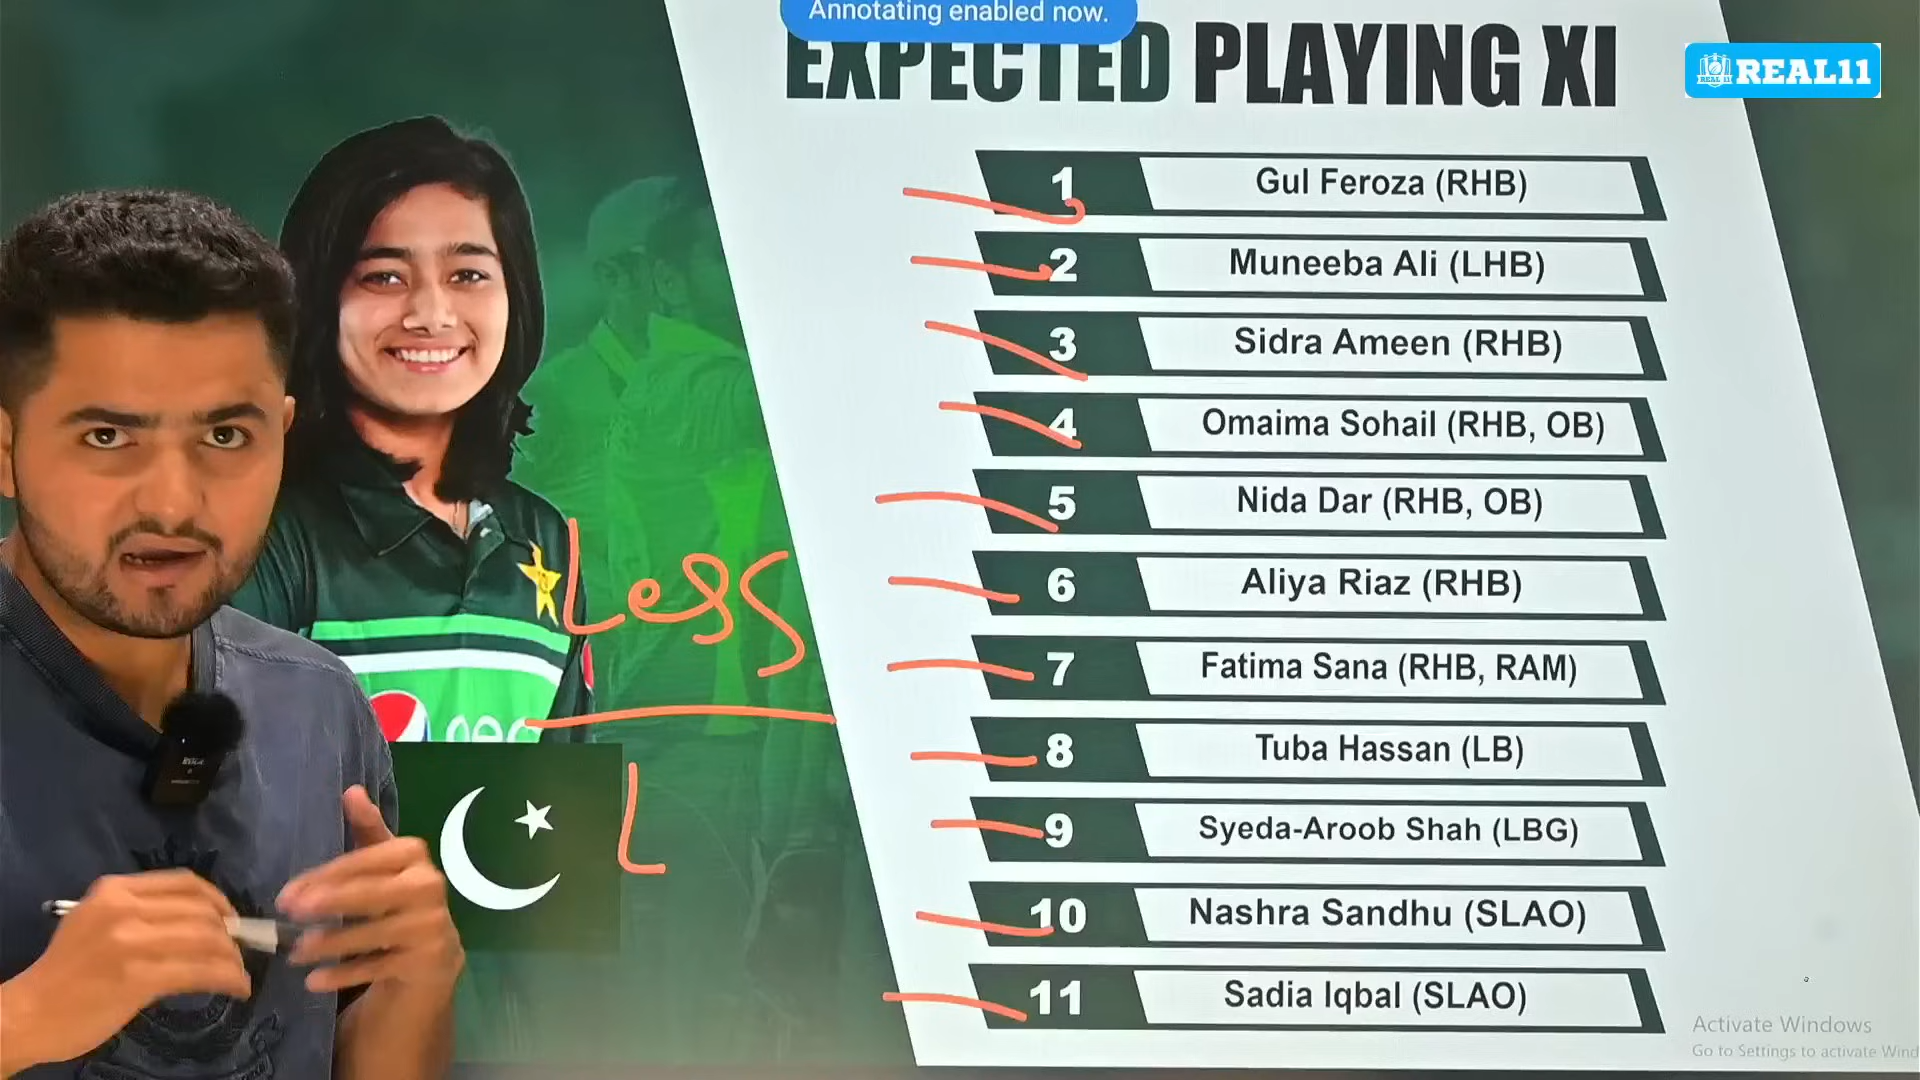 Annotating enabled now.
EXPECTED PLAYING XI
REAL 11 REAL11
1 Gul Feroza (RHB)
2 Muneeba Ali (LHB)
3 Sidra Ameen (RHB)
4 Omaima Sohail (RHB, OB)
5 Nida Dar (RHB, OB)
6 Aliya Riaz (RHB)
7 Fatima Sana (RHB, RAM)
8 Tuba Hassan (LB)
9 Syeda-Aroob Shah (LBG)
10 Nashra Sandhu (SLAO)
11 Sadia Iqbal (SLAO)
Less
L
Activate Windows
Go to Settings to activate Wind